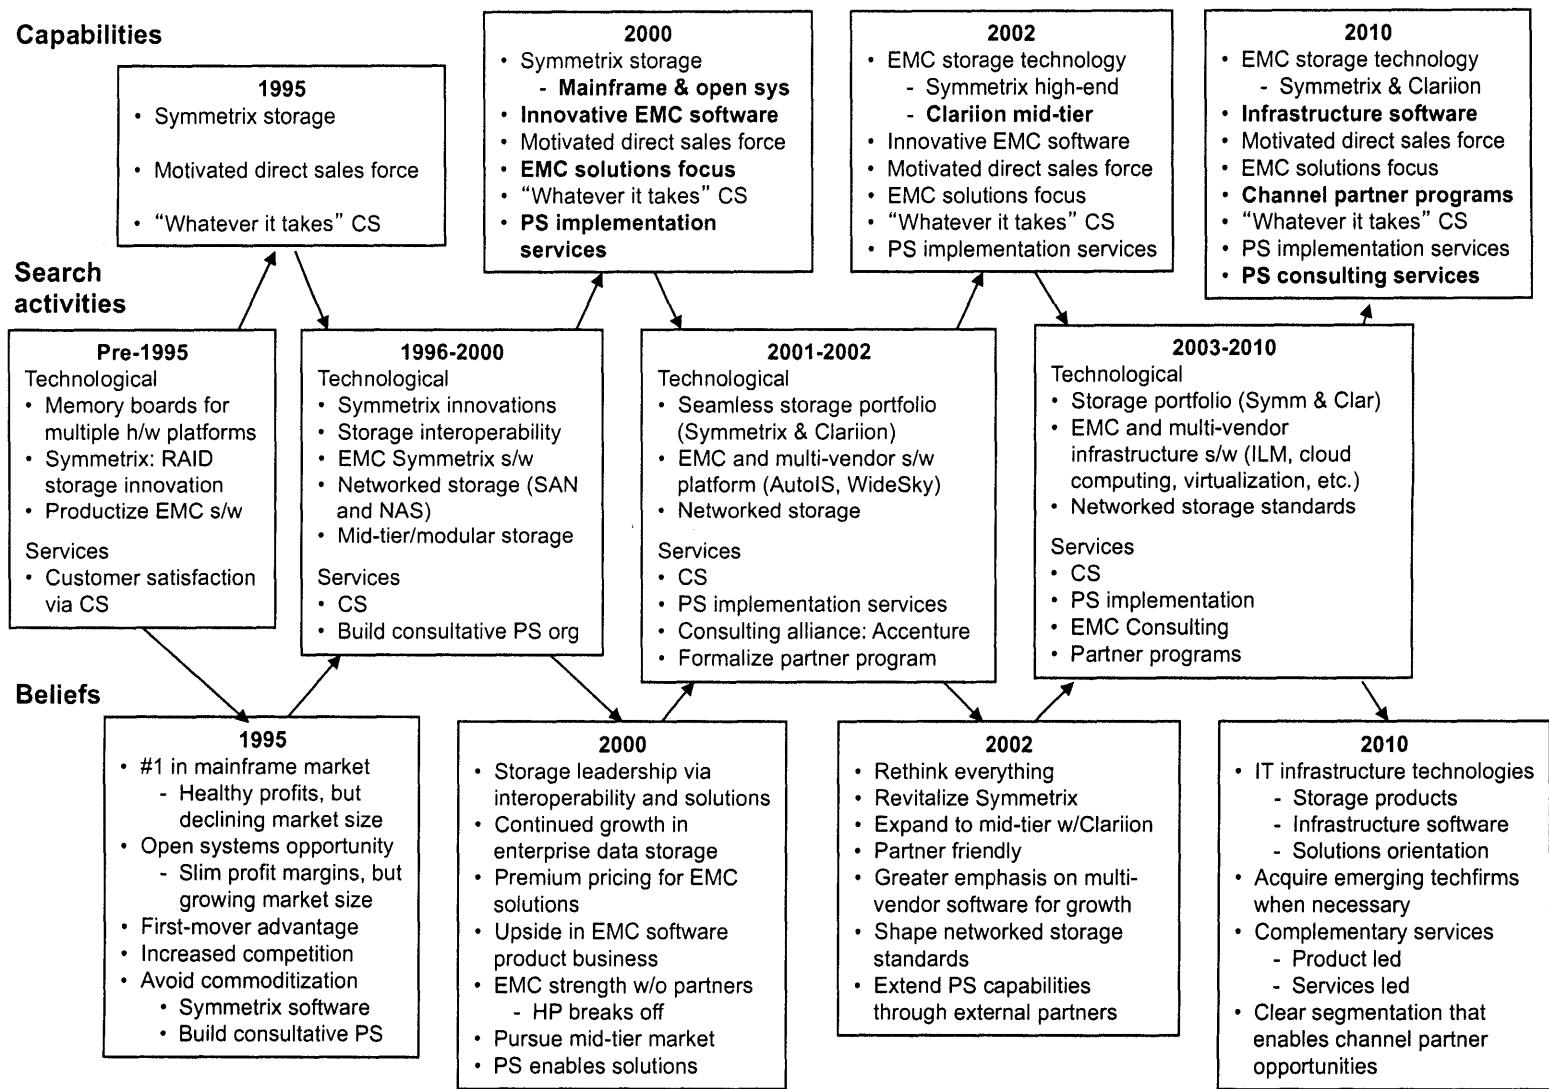 Capabilities
1995
• Symmetrix storage
• Motivated direct sales force
• “Whatever it takes” CS
2000
• Symmetrix storage
- Mainframe & open sys
• Innovative EMC software
• Motivated direct sales force
• EMC solutions focus
• “Whatever it takes” CS
• PS implementation
services
2002
• EMC storage technology
- Symmetrix high-end
- Clariion mid-tier
• Innovative EMC software
• Motivated direct sales force
• EMC solutions focus
• “Whatever it takes” CS
• PS implementation services
2010
• EMC storage technology
- Symmetrix & Clariion
• Infrastructure software
• Motivated direct sales force
• EMC solutions focus
• Channel partner programs
• “Whatever it takes” CS
• PS implementation services
• PS consulting services
Search
activities
Pre-1995
Technological
• Memory boards for
multiple h/w platforms
• Symmetrix: RAID
storage innovation
• Productize EMC s/w
Services
• Customer satisfaction
via CS
1996-2000
Technological
• Symmetrix innovations
• Storage interoperability
• EMC Symmetrix s/w
• Networked storage (SAN
and NAS)
• Mid-tier/modular storage
Services
• CS
• Build consultative PS org
2001-2002
Technological
• Seamless storage portfolio
(Symmetrix & Clariion)
• EMC and multi-vendor s/w
platform (AutoIS, WideSky)
• Networked storage
Services
• CS
• PS implementation services
• Consulting alliance: Accenture
• Formalize partner program
2003-2010
Technological
• Storage portfolio (Symm & Clar)
• EMC and multi-vendor
infrastructure s/w (ILM, cloud
computing, virtualization, etc.)
• Networked storage standards
Services
• CS
• PS implementation
• EMC Consulting
• Partner programs
Beliefs
1995
• #1 in mainframe market
- Healthy profits, but
declining market size
• Open systems opportunity
- Slim profit margins, but
growing market size
• First-mover advantage
• Increased competition
• Avoid commoditization
• Symmetrix software
• Build consultative PS
2000
• Storage leadership via
interoperability and solutions
• Continued growth in
enterprise data storage
• Premium pricing for EMC
solutions
• Upside in EMC software
product business
• EMC strength w/o partners
- HP breaks off
• Pursue mid-tier market
• PS enables solutions
2002
• Rethink everything
• Revitalize Symmetrix
• Expand to mid-tier w/Clariion
• Partner friendly
• Greater emphasis on multi-
vendor software for growth
• Shape networked storage
standards
• Extend PS capabilities
through external partners
2010
• IT infrastructure technologies
- Storage products
- Infrastructure software
- Solutions orientation
• Acquire emerging techfirms
when necessary
• Complementary services
- Product led
- Services led
• Clear segmentation that
enables channel partner
opportunities